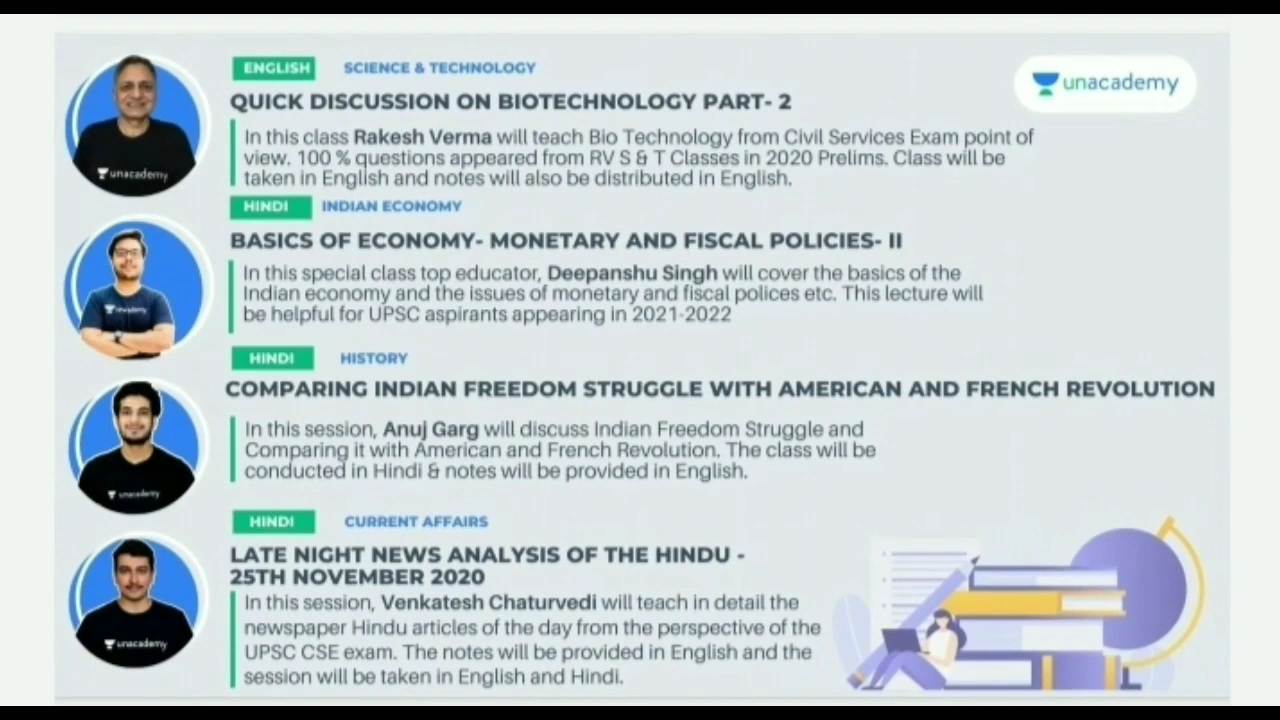 ENGLISH SCIENCE & TECHNOLOGY
unacademy
QUICK DISCUSSION ON BIOTECHNOLOGY PART- 2
In this class Rakesh Verma will teach Bio Technology from Civil Services Exam point of
view. 100 % questions appeared from RV S & T Classes in 2020 Prelims. Class will be
taken in English and notes will also be distributed in English.
unacademy
HINDI INDIAN ECONOMY
BASICS OF ECONOMY- MONETARY AND FISCAL POLICIES- II
In this special class top educator, Deepanshu Singh will cover the basics of the
Indian economy and the issues of monetary and fiscal polices etc. This lecture will
be helpful for UPSC aspirants appearing in 2021-2022
unacademy
HINDI HISTORY
COMPARING INDIAN FREEDOM STRUGGLE WITH AMERICAN AND FRENCH REVOLUTION
In this session, Anuj Garg will discuss Indian Freedom Struggle and
Comparing it with American and French Revolution. The class will be
conducted in Hindi & notes will be provided in English.
unacademy
HINDI CURRENT AFFAIRS
LATE NIGHT NEWS ANALYSIS OF THE HINDU -
25TH NOVEMBER 2020
In this session, Venkatesh Chaturvedi will teach in detail the
newspaper Hindu articles of the day from the perspective of the
UPSC CSE exam. The notes will be provided in English and the
session will be taken in English and Hindi.
unacademy